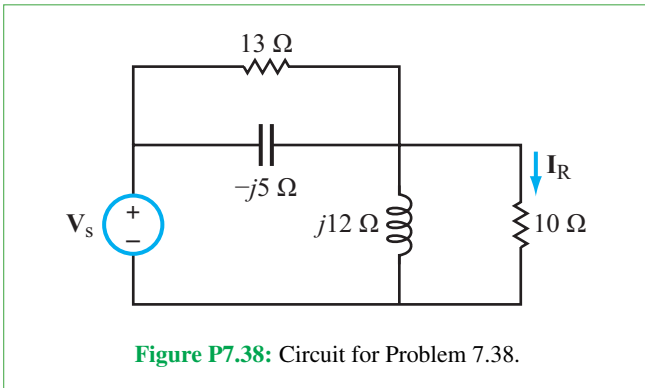 13 Ω
−j5 Ω
I_R
V_s
+
−
j12 Ω
10 Ω
Figure P7.38: Circuit for Problem 7.38.